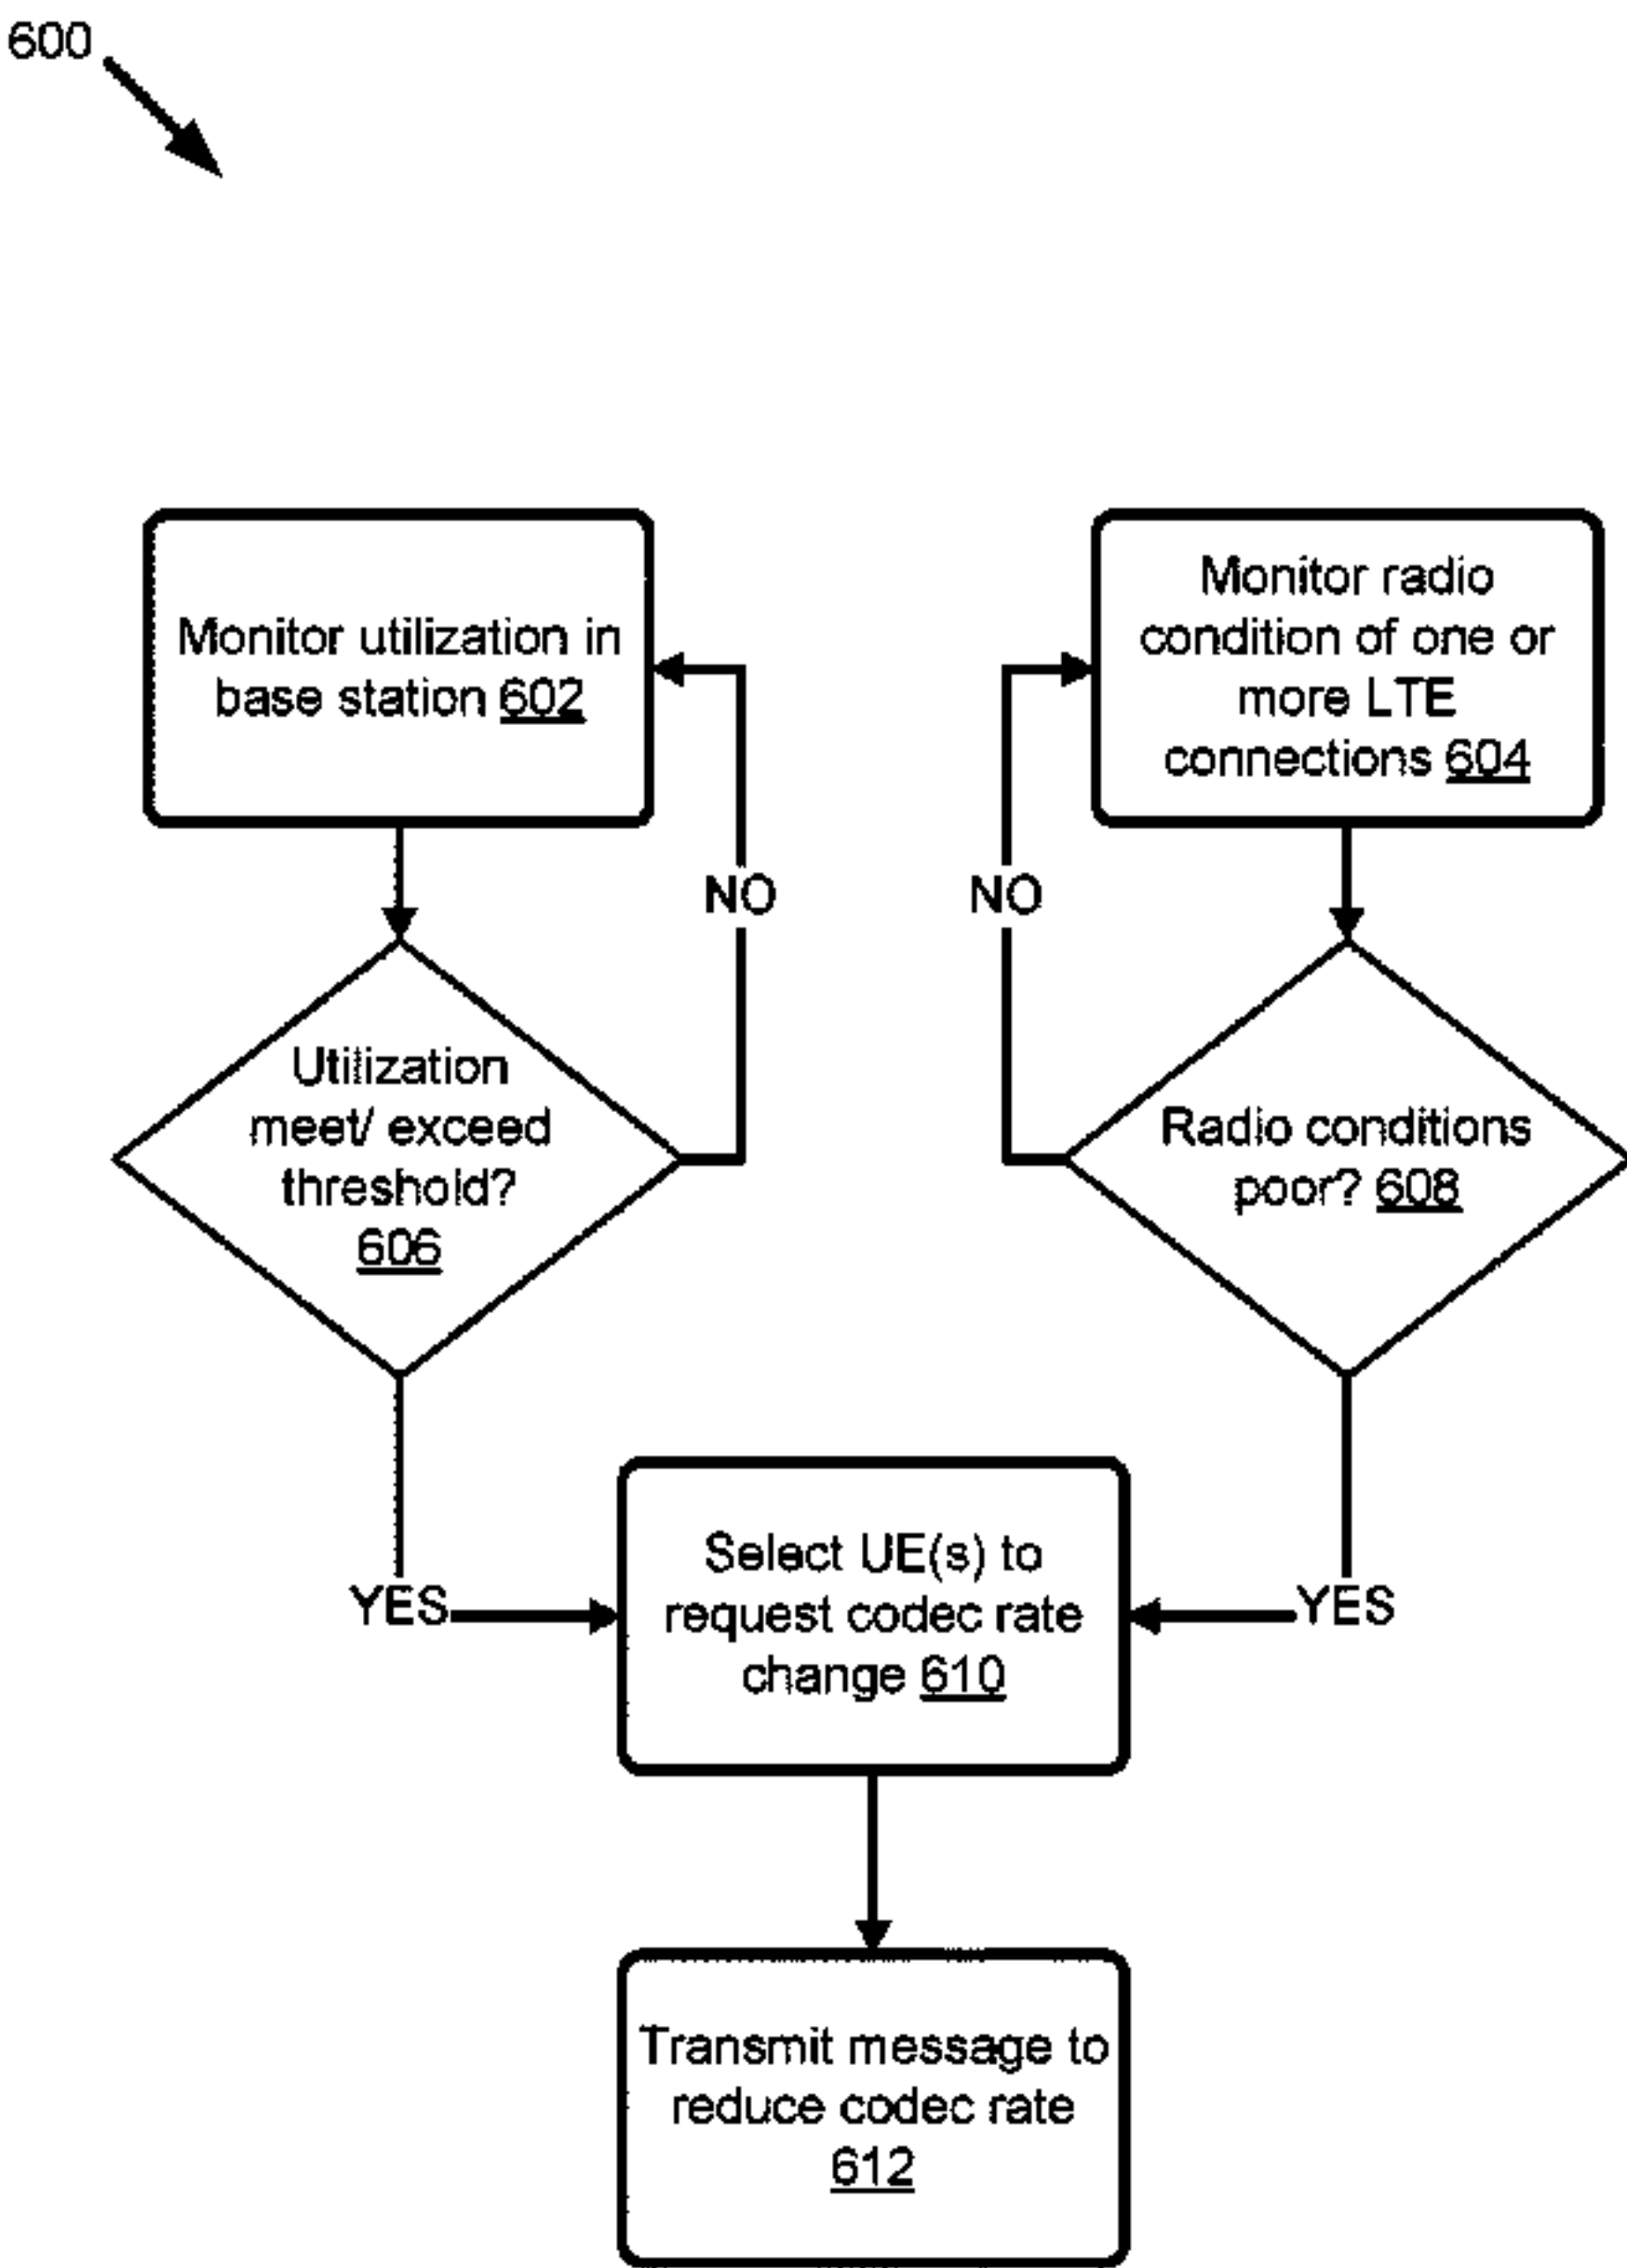 600
Monitor utilization in
base station 602
Monitor radio
condition of one or
more LTE
connections 604
NO
NO
Utilization
meet/ exceed
threshold?
606
Radio conditions
poor? 608
YES
YES
Select UE(s) to
request codec rate
change 610
Transmit message to
reduce codec rate
612